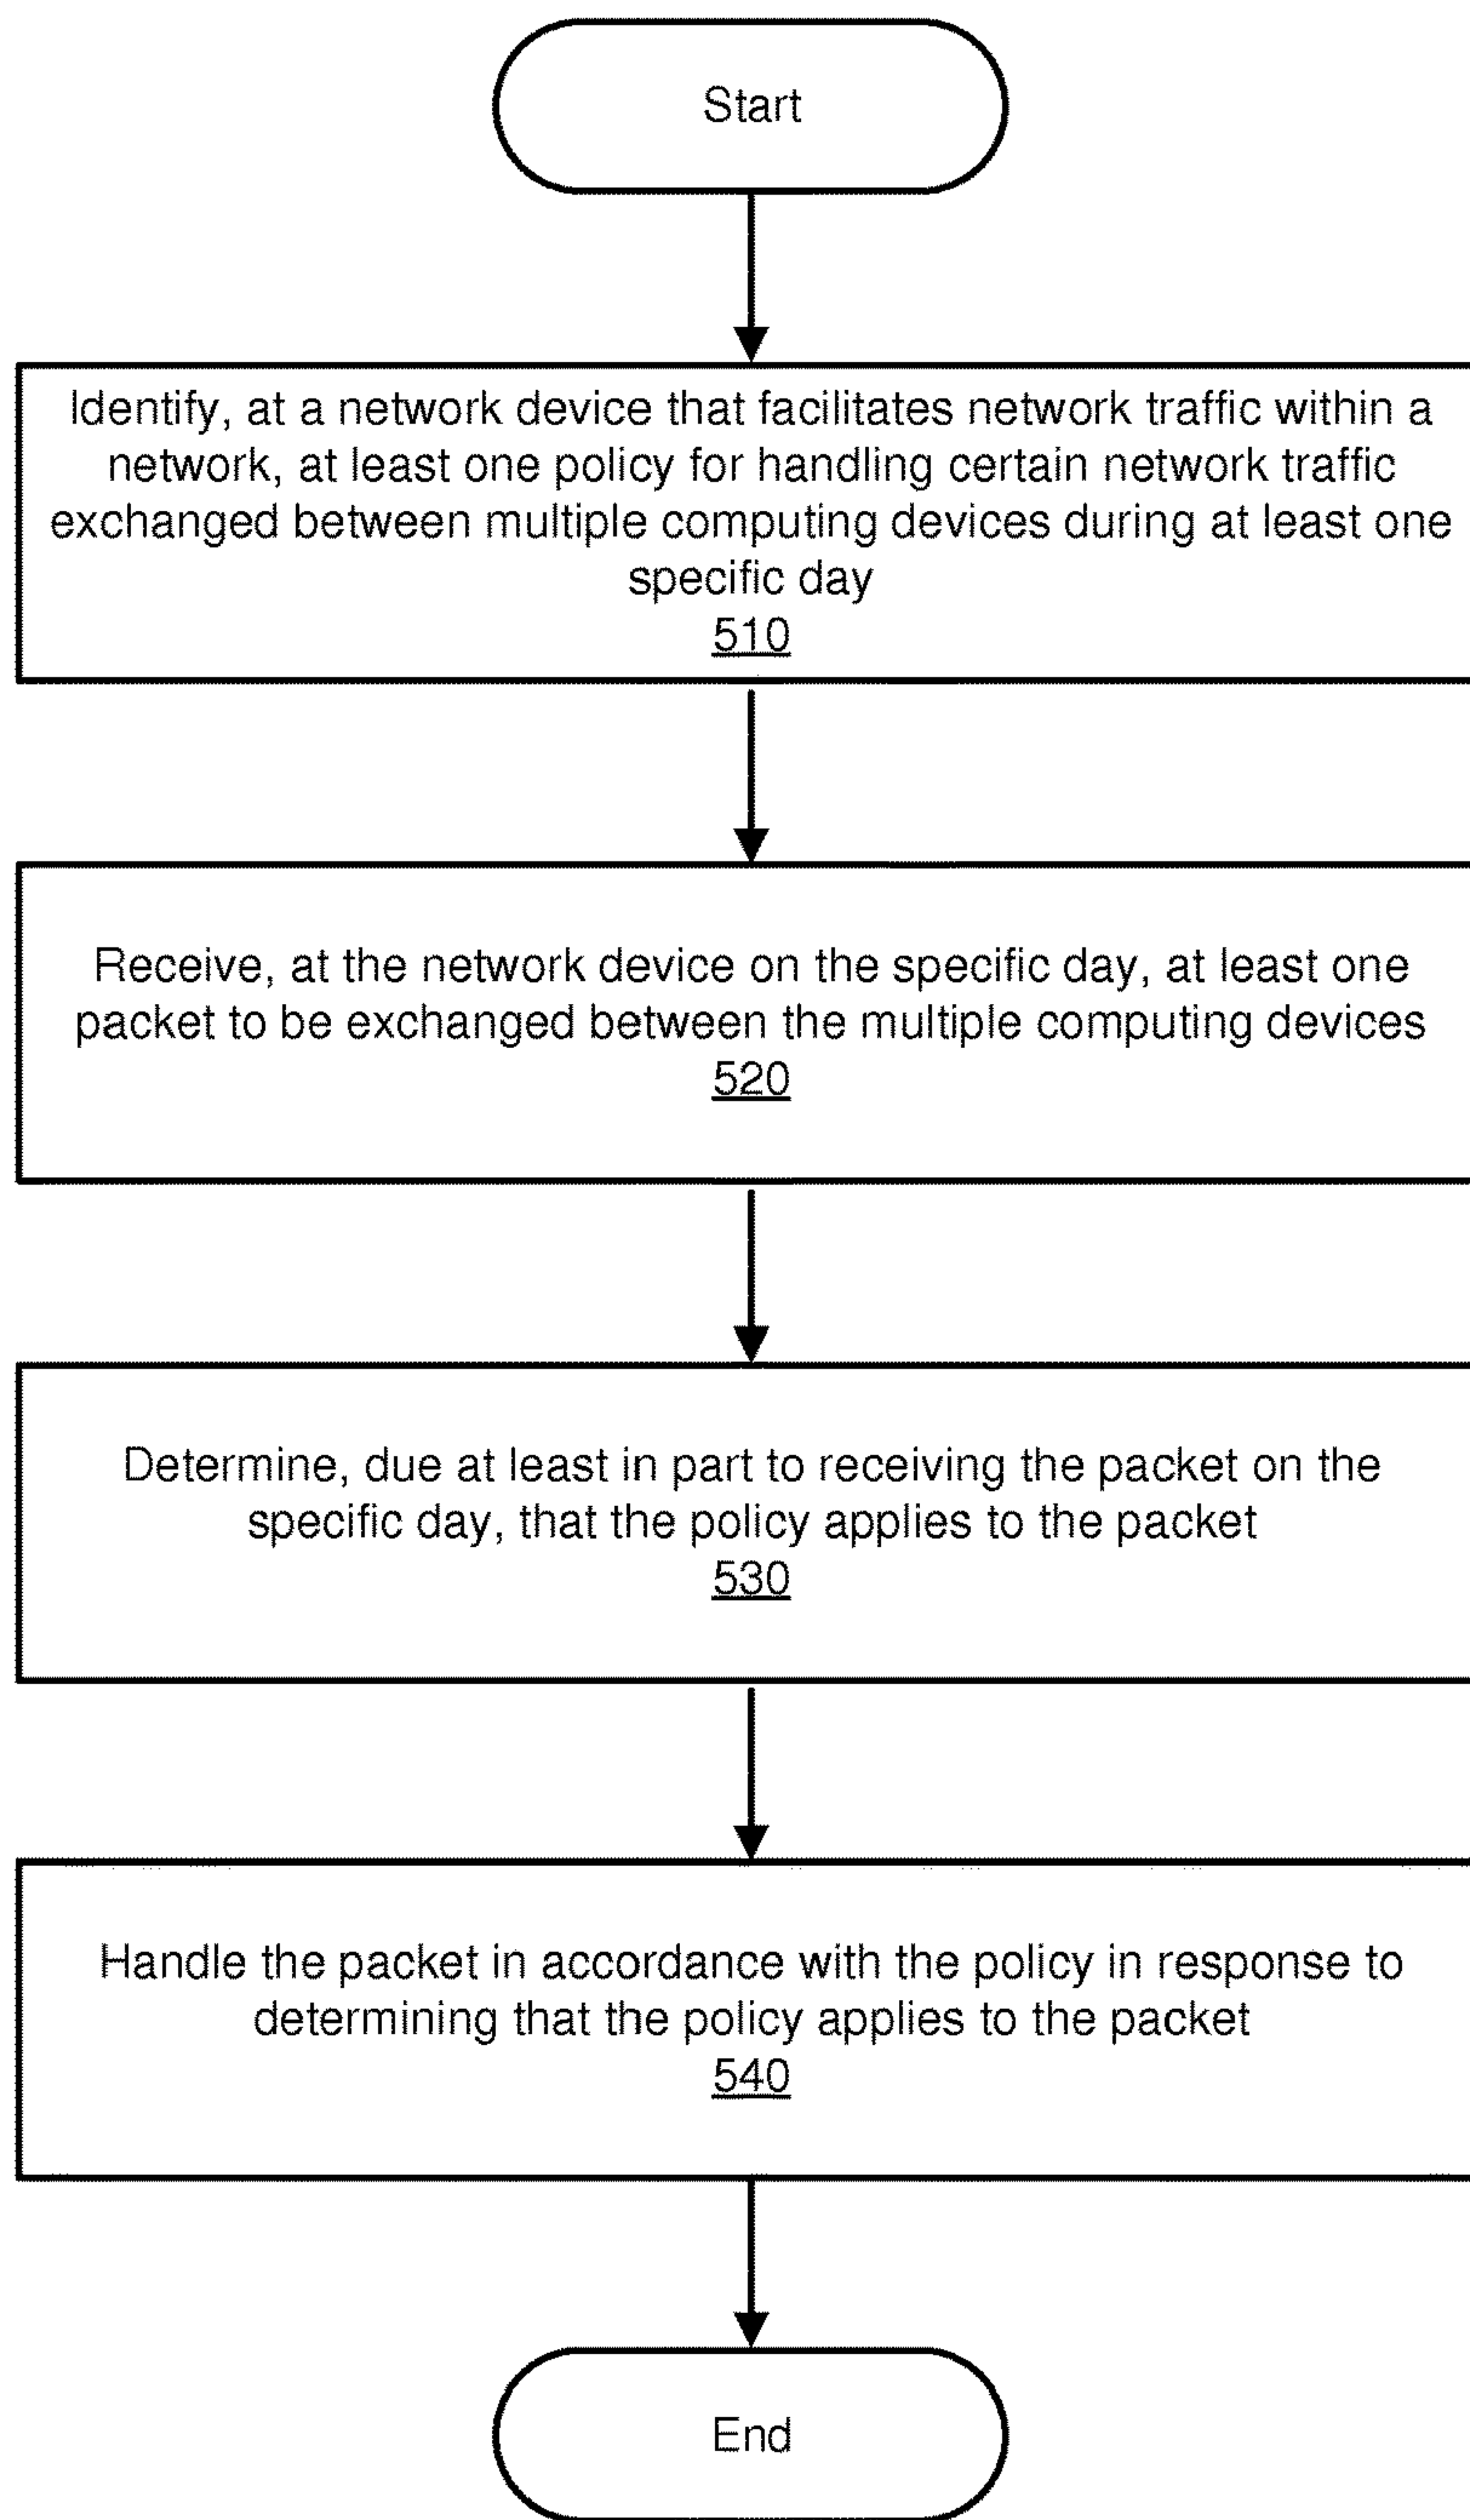 Start
Identify, at a network device that facilitates network traffic within a
network, at least one policy for handling certain network traffic
exchanged between multiple computing devices during at least one
specific day
510
Receive, at the network device on the specific day, at least one
packet to be exchanged between the multiple computing devices
520
Determine, due at least in part to receiving the packet on the
specific day, that the policy applies to the packet
530
Handle the packet in accordance with the policy in response to
determining that the policy applies to the packet
540
End